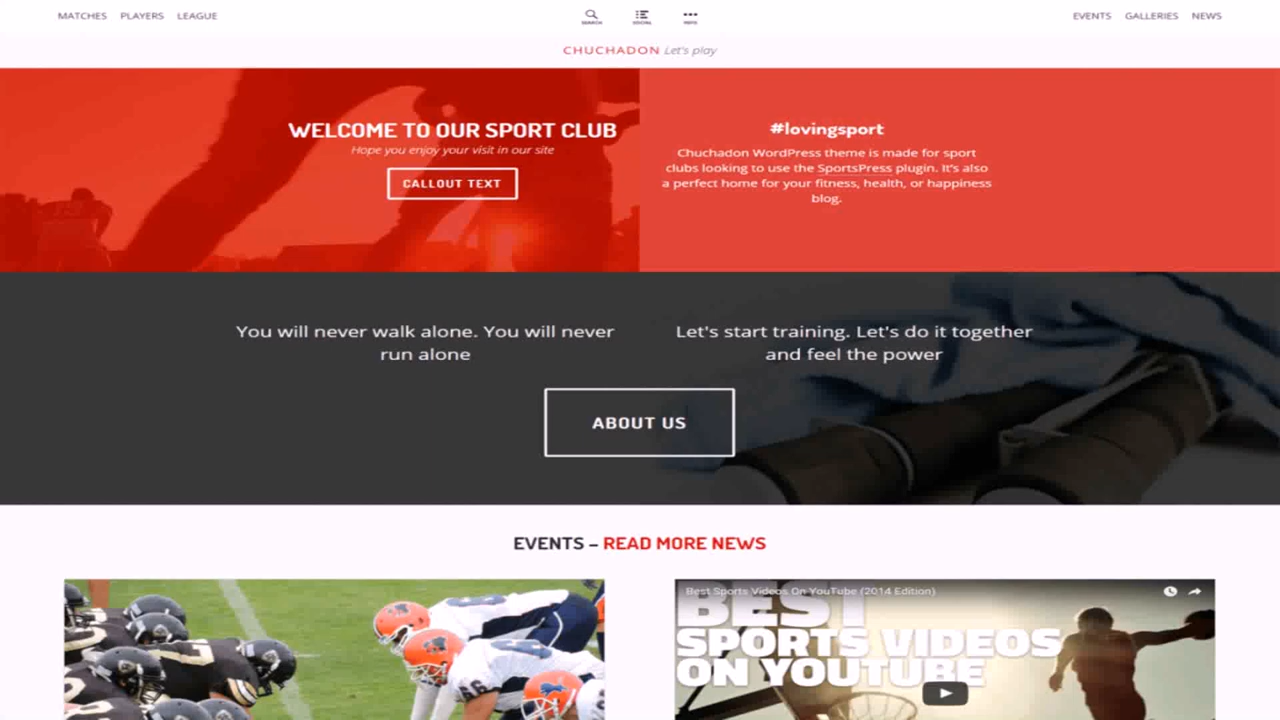 MATCHES PLAYERS LEAGUE
SEARCH SOCIAL INFO
EVENTS GALLERIES NEWS
CHUCHADON Let's play
WELCOME TO OUR SPORT CLUB
Hope you enjoy your visit in our site
CALLOUT TEXT
#lovingsport
Chuchadon WordPress theme is made for sport
clubs looking to use the SportsPress plugin. It's also
a perfect home for your fitness, health, or happiness
blog.
You will never walk alone. You will never
run alone
Let's start training. Let's do it together
and feel the power
ABOUT US
EVENTS – READ MORE NEWS
Best Sports Videos On YouTube (2014 Edition)
BEST
SPORTS VIDEOS
ON YOUTUBE